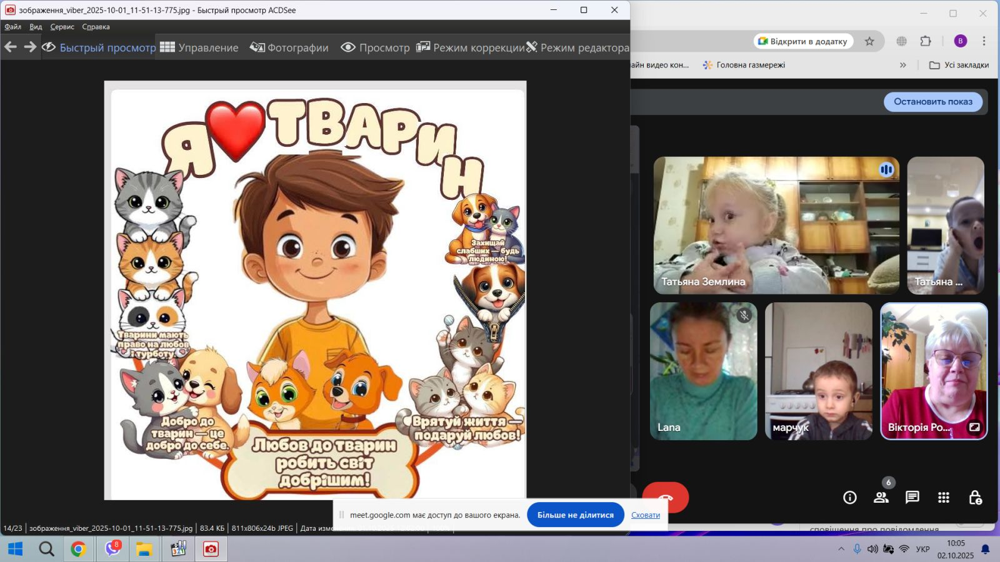 зображення_viber_2025-10-01_11-51-13-775.jpg - Быстрый просмотр ACDSee
Файл Вид Сервис Справка
Быстрый просмотр Управление Фотографии Просмотр Режим коррекции Режим редактора
Відкрити в додатку
В
видео кон...
Головна газмережі
»
Усі закладки
Остановить показ
Я ❤ ТВАРИН
Захищай
слабших — будь
людиною!
Тварини мають
право на любов
і турботу.
Добро до
тварин — це
добро до себе.
Врятуй життя —
подаруй любов!
Любов до тварин
робить світ
добрішим!
Татьяна Землина
Татьяна ...
Lana
марчук
Вікторія Ро...
6
meet.google.com має доступ до вашого екрана.
Більше не ділитися
Сховати
14/23 зображення_viber_2025-10-01_11-51-13-775.jpg 83.4 КБ 811x806x24b JPEG
8
321
УКР
10:05
02.10.2025